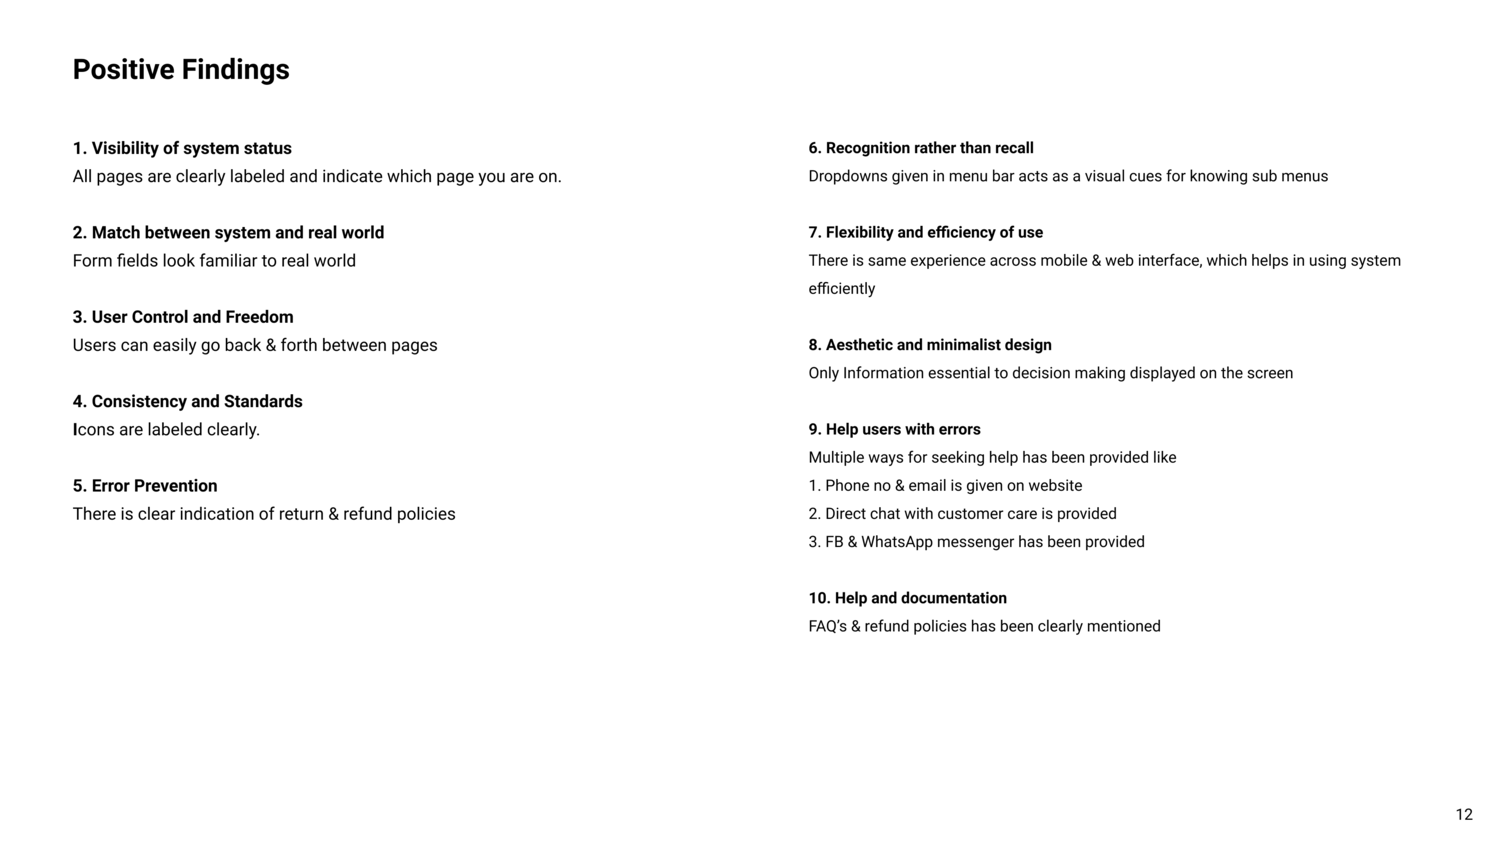 Positive Findings
1. Visibility of system status
All pages are clearly labeled and indicate which page you are on.
2. Match between system and real world
Form fields look familiar to real world
3. User Control and Freedom
Users can easily go back & forth between pages
4. Consistency and Standards
Icons are labeled clearly.
5. Error Prevention
There is clear indication of return & refund policies
6. Recognition rather than recall
Dropdowns given in menu bar acts as a visual cues for knowing sub menus
7. Flexibility and efficiency of use
There is same experience across mobile & web interface, which helps in using system
efficiently
8. Aesthetic and minimalist design
Only Information essential to decision making displayed on the screen
9. Help users with errors
Multiple ways for seeking help has been provided like
1. Phone no & email is given on website
2. Direct chat with customer care is provided
3. FB & WhatsApp messenger has been provided
10. Help and documentation
FAQ’s & refund policies has been clearly mentioned
12